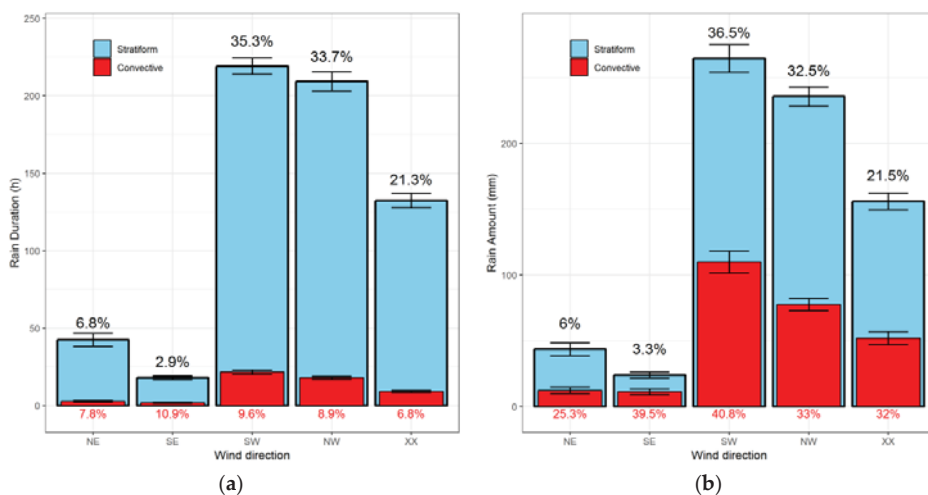 250
200
150
100
50
0
Rain Duration (h)
Stratiform
Convective
6.8%
2.9%
35.3%
33.7%
21.3%
7.8%
10.9%
9.6%
8.9%
6.8%
NE
SE
SW
NW
XX
Wind direction
(a)
200
100
0
Rain Amount (mm)
Stratiform
Convective
6%
3.3%
36.5%
32.5%
21.5%
25.3%
39.5%
40.8%
33%
32%
NE
SE
SW
NW
XX
Wind direction
(b)